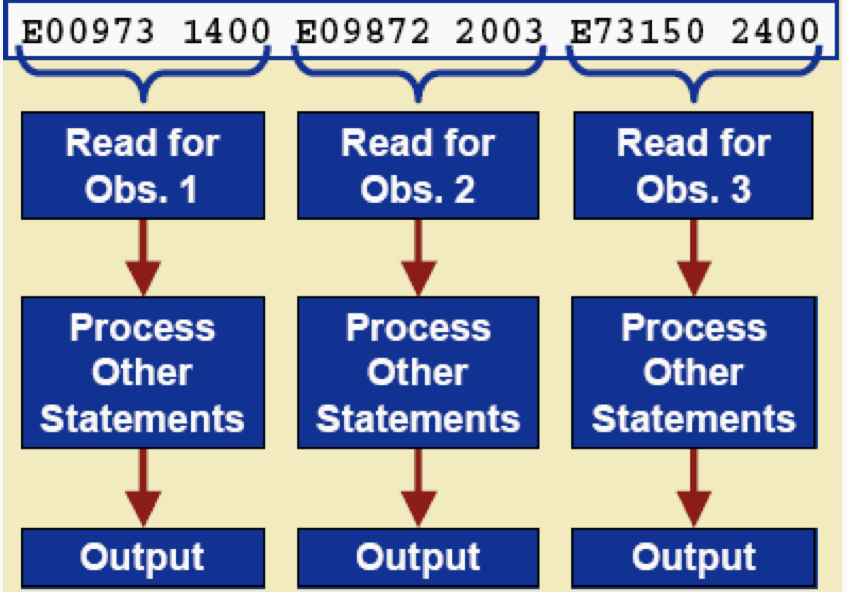 E00973 1400 E09872 2003 E73150 2400
Read for
Obs. 1
Read for
Obs. 2
Read for
Obs. 3
Process
Other
Statements
Process
Other
Statements
Process
Other
Statements
Output
Output
Output